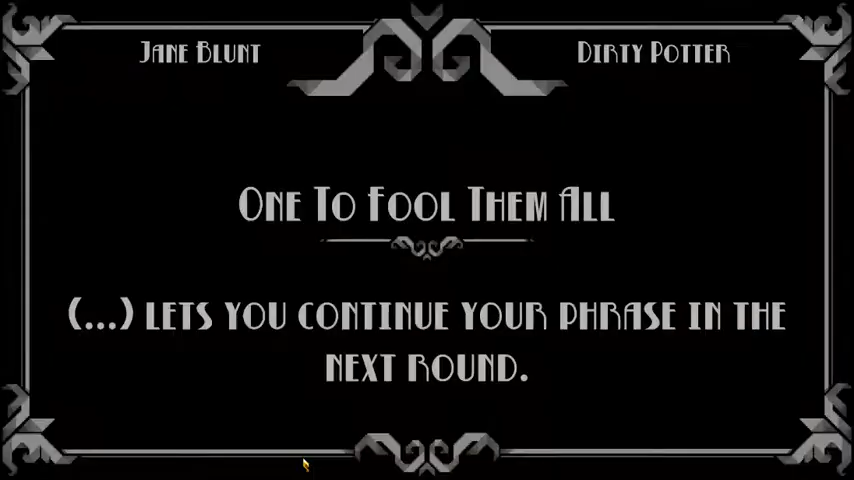 Jane Blunt
Dirty Potter
One To Fool Them All
(...) lets you continue your phrase in the
next round.